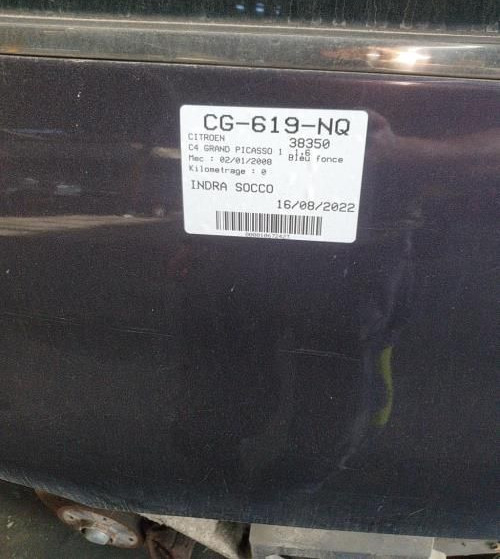 CG-619-NQ
CITROEN 38350
C4 GRAND PICASSO 1 1.6
Mec : 02/01/2008 Bleu fonce
Kilometrage : 0
INDRA SOCCO
16/08/2022